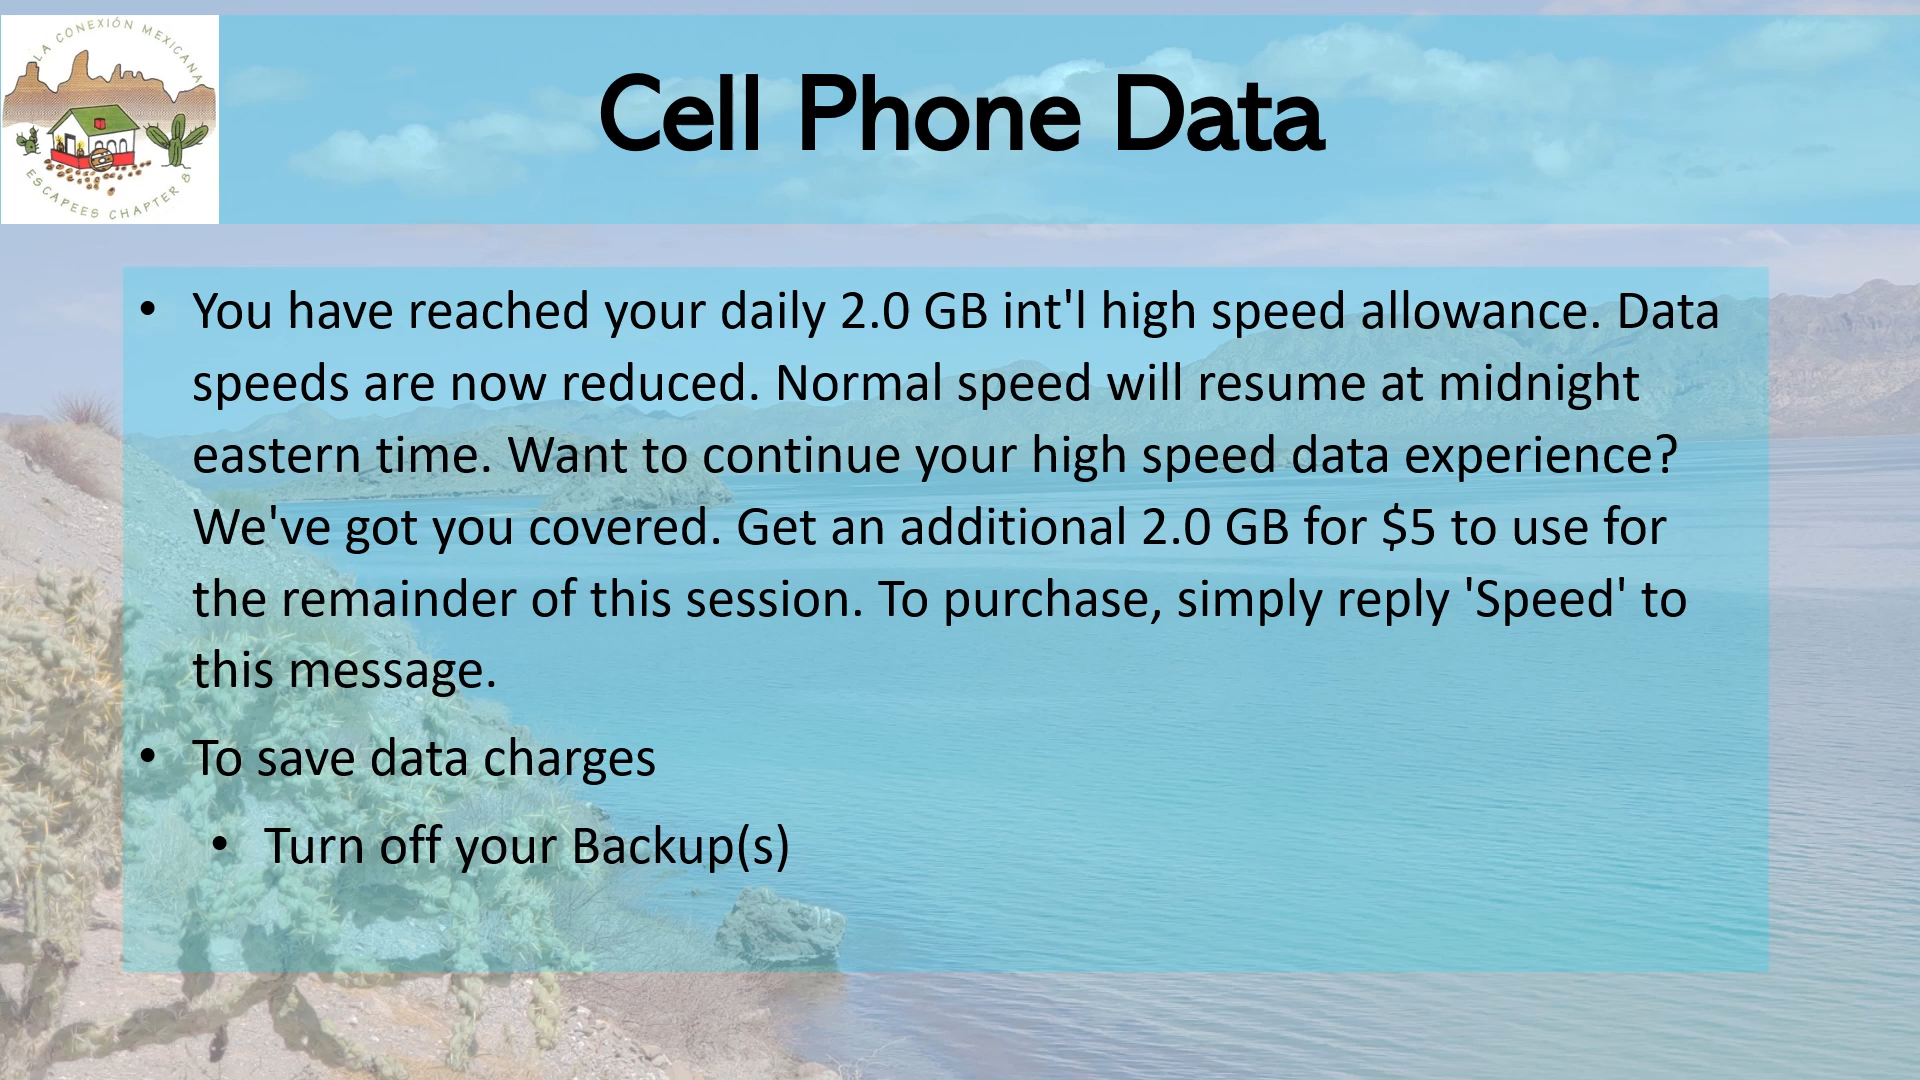 LA CONEXIÓN MEXICANA
ESCAPEES CHAPTER 8
Cell Phone Data
• You have reached your daily 2.0 GB int'l high speed allowance. Data
speeds are now reduced. Normal speed will resume at midnight
eastern time. Want to continue your high speed data experience?
We've got you covered. Get an additional 2.0 GB for $5 to use for
the remainder of this session. To purchase, simply reply 'Speed' to
this message.
• To save data charges
• Turn off your Backup(s)